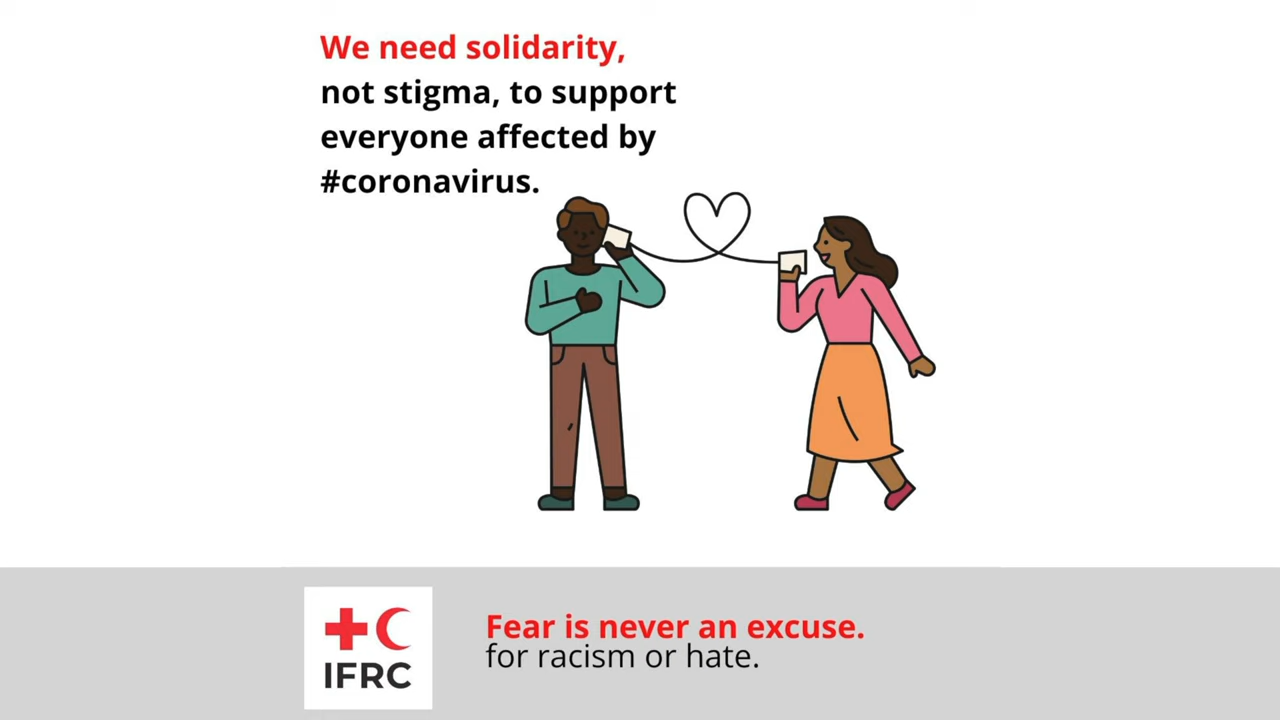 We need solidarity,
not stigma, to support
everyone affected by
#coronavirus.
IFRC
Fear is never an excuse.
for racism or hate.